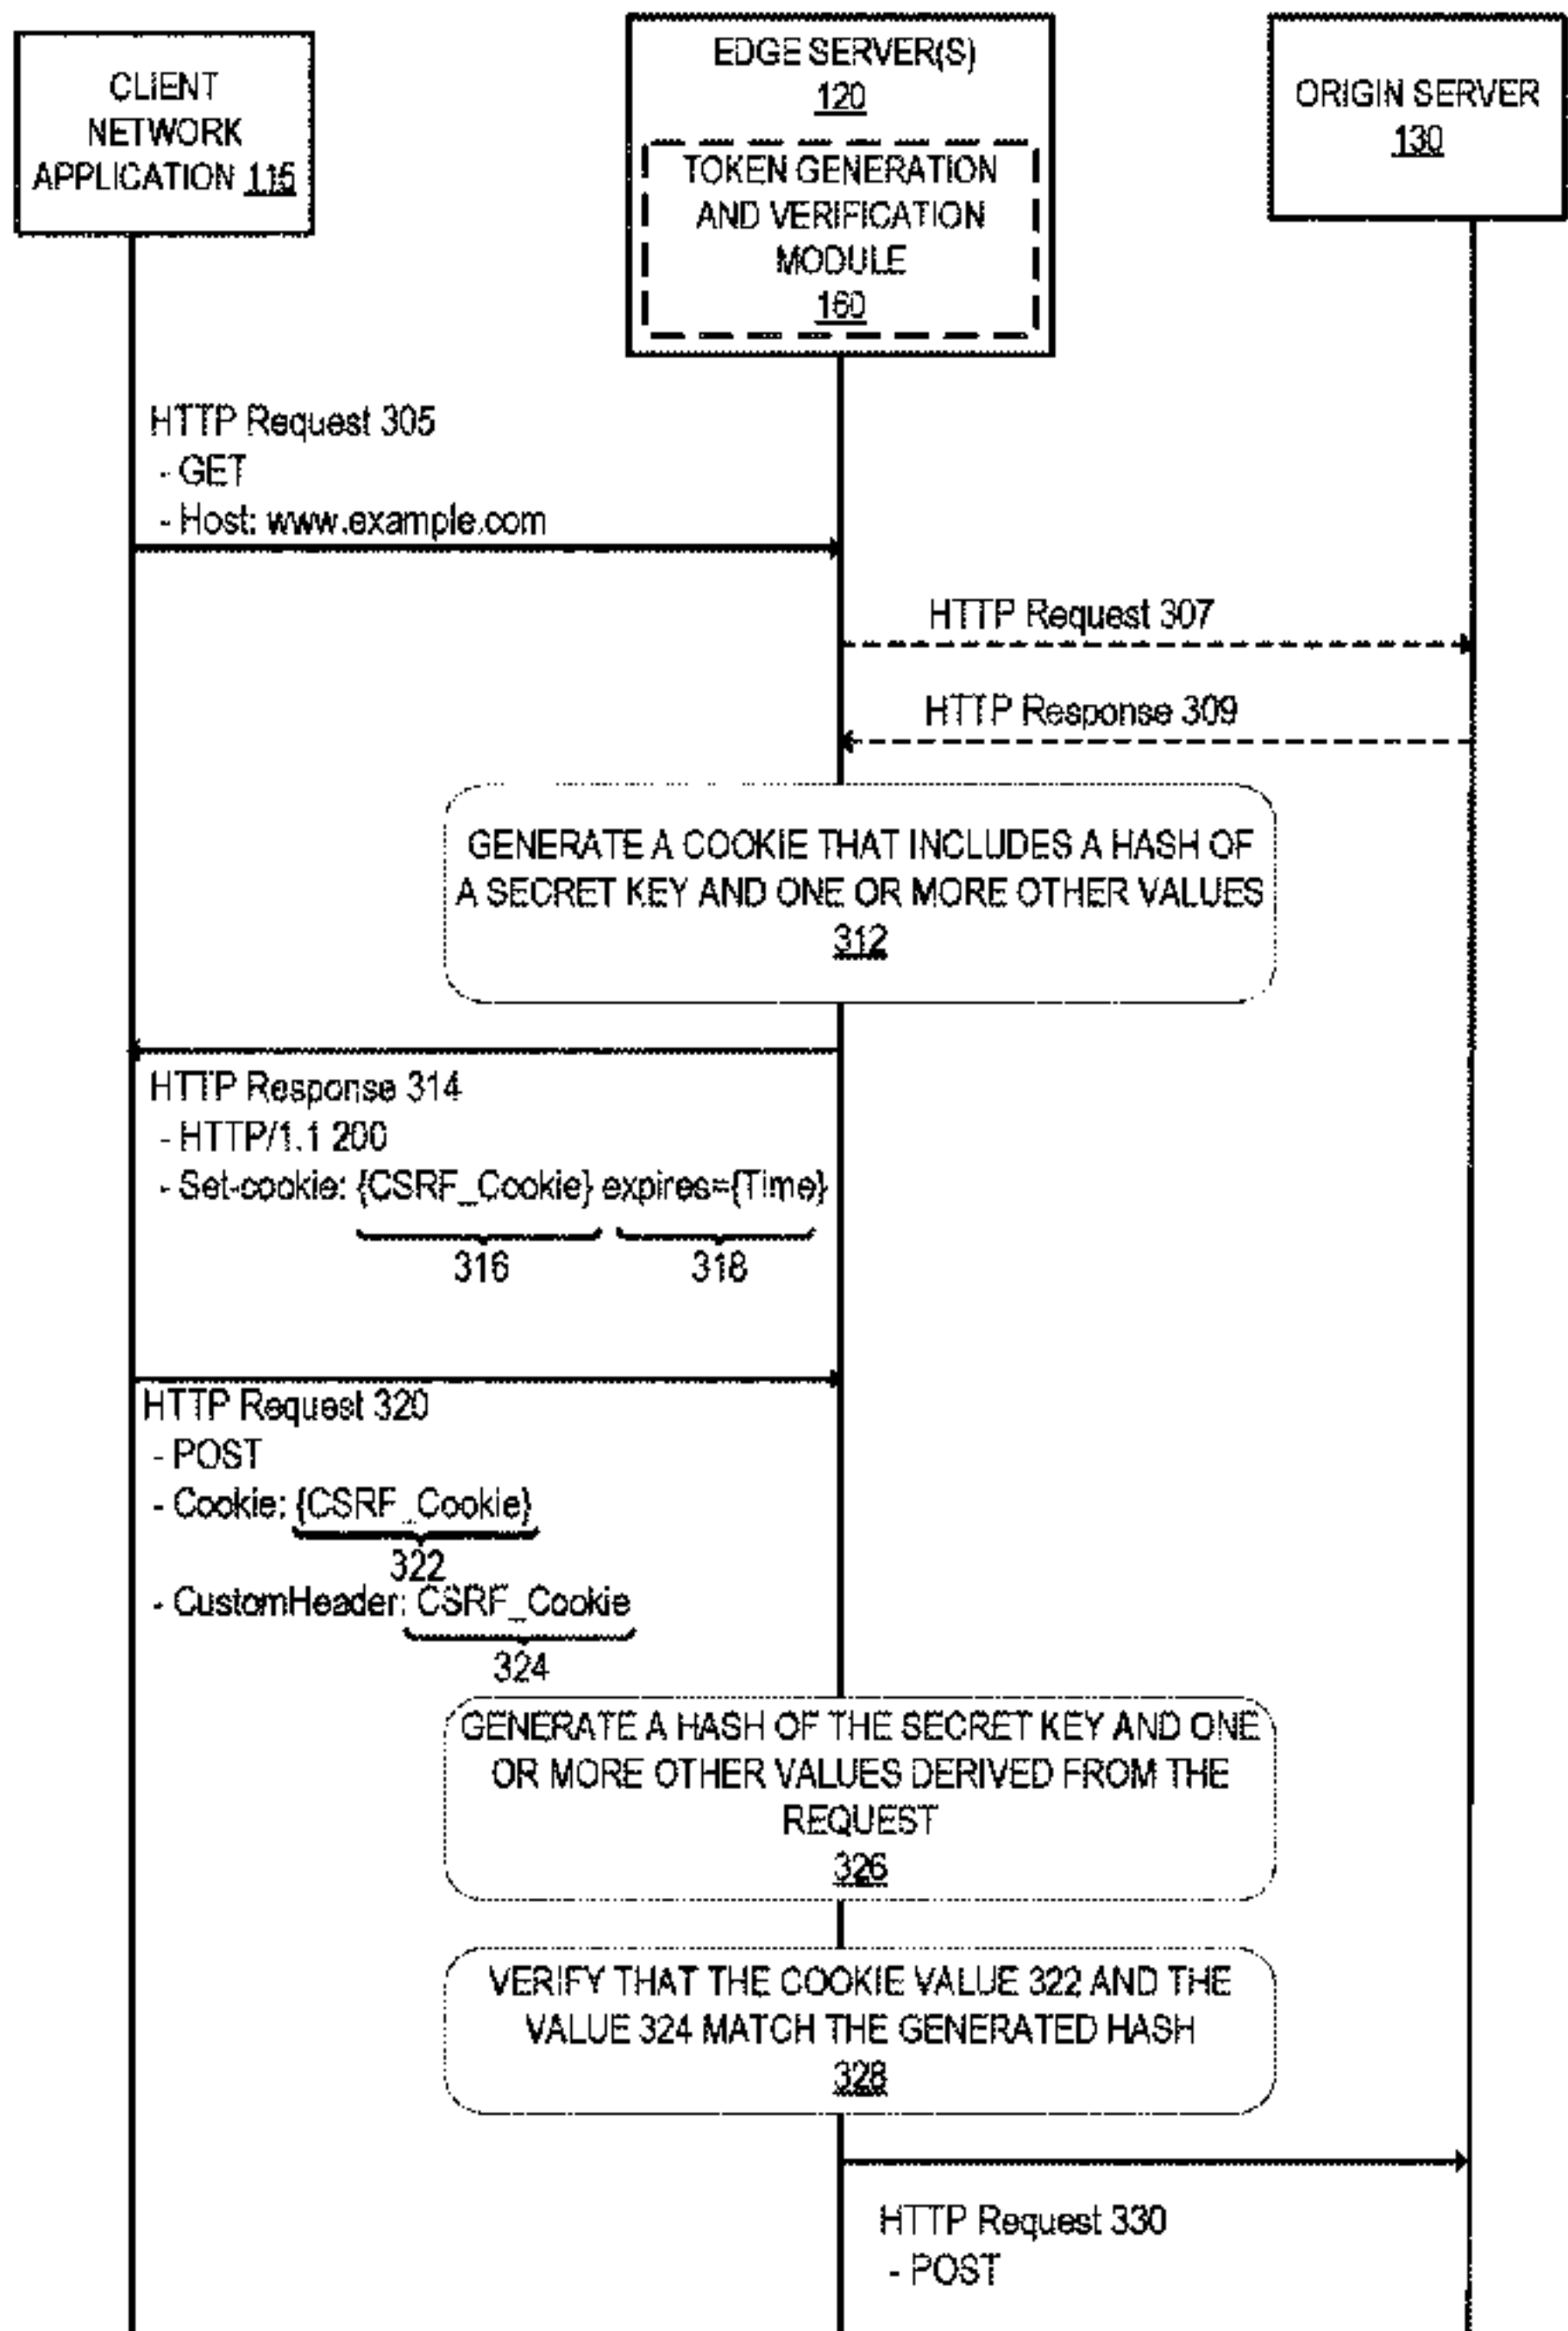 CLIENT
NETWORK
APPLICATION 115
EDGE SERVER(S)
120
TOKEN GENERATION
AND VERIFICATION
MODULE
160
ORIGIN SERVER
130
HTTP Request 305
- GET
- Host: www.example.com
HTTP Request 307
HTTP Response 309
GENERATE A COOKIE THAT INCLUDES A HASH OF
A SECRET KEY AND ONE OR MORE OTHER VALUES
312
HTTP Response 314
- HTTP/1.1 200
- Set-cookie: {CSRF_Cookie} expires={Time}
316 318
HTTP Request 320
- POST
- Cookie: {CSRF_Cookie}
322
- CustomHeader: CSRF_Cookie
324
GENERATE A HASH OF THE SECRET KEY AND ONE
OR MORE OTHER VALUES DERIVED FROM THE
REQUEST
326
VERIFY THAT THE COOKIE VALUE 322 AND THE
VALUE 324 MATCH THE GENERATED HASH
328
HTTP Request 330
- POST